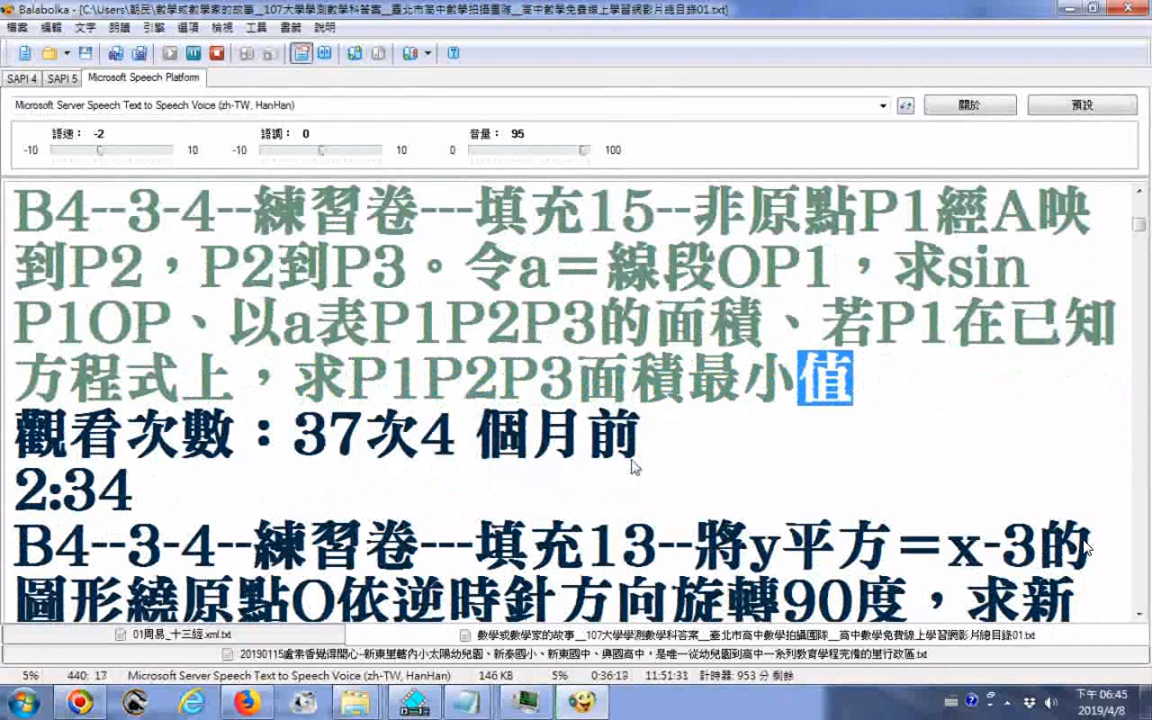 Balabolka - [C:\Users\韜民\數學或數學家的故事__107大學學測數學科答案__臺北市高中數學拍攝團隊__高中數學免費線上學習網影片總目錄01.txt]
檔案 編輯 文字 朗讀 引擎 選項 檢視 工具 書籤 說明
SAPI 4 SAPI 5 Microsoft Speech Platform
Microsoft Server Speech Text to Speech Voice (zh-TW, HanHan) 關於 預設
語速： -2 語調： 0 音量： 95
-10 10 -10 10 0 100
B4--3-4--練習卷---填充15--非原點P1經A映
到P2，P2到P3。令a＝線段OP1，求sin
P1OP、以a表P1P2P3的面積、若P1在已知
方程式上，求P1P2P3面積最小值
觀看次數：37次4 個月前
2:34
B4--3-4--練習卷---填充13--將y平方＝x-3的
圖形繞原點O依逆時針方向旋轉90度，求新
01周易_十三經.xml.txt 數學或數學家的故事__107大學學測數學科答案__臺北市高中數學拍攝團隊__高中數學免費線上學習網影片總目錄01.txt
20190115盧素香覺得開心-新東里轄內小太陽幼兒園、新泰國小、新東國中、興國高中，是唯一從幼兒園到高中一系列教育學程完備的里行政區.txt
5% 440: 17 Microsoft Speech Text to Speech Voice (zh-TW, HanHan) 146 KB 5% 0:36:13 11:51:31 計時器: 953 分 剩餘
下午 06:45
2019/4/8